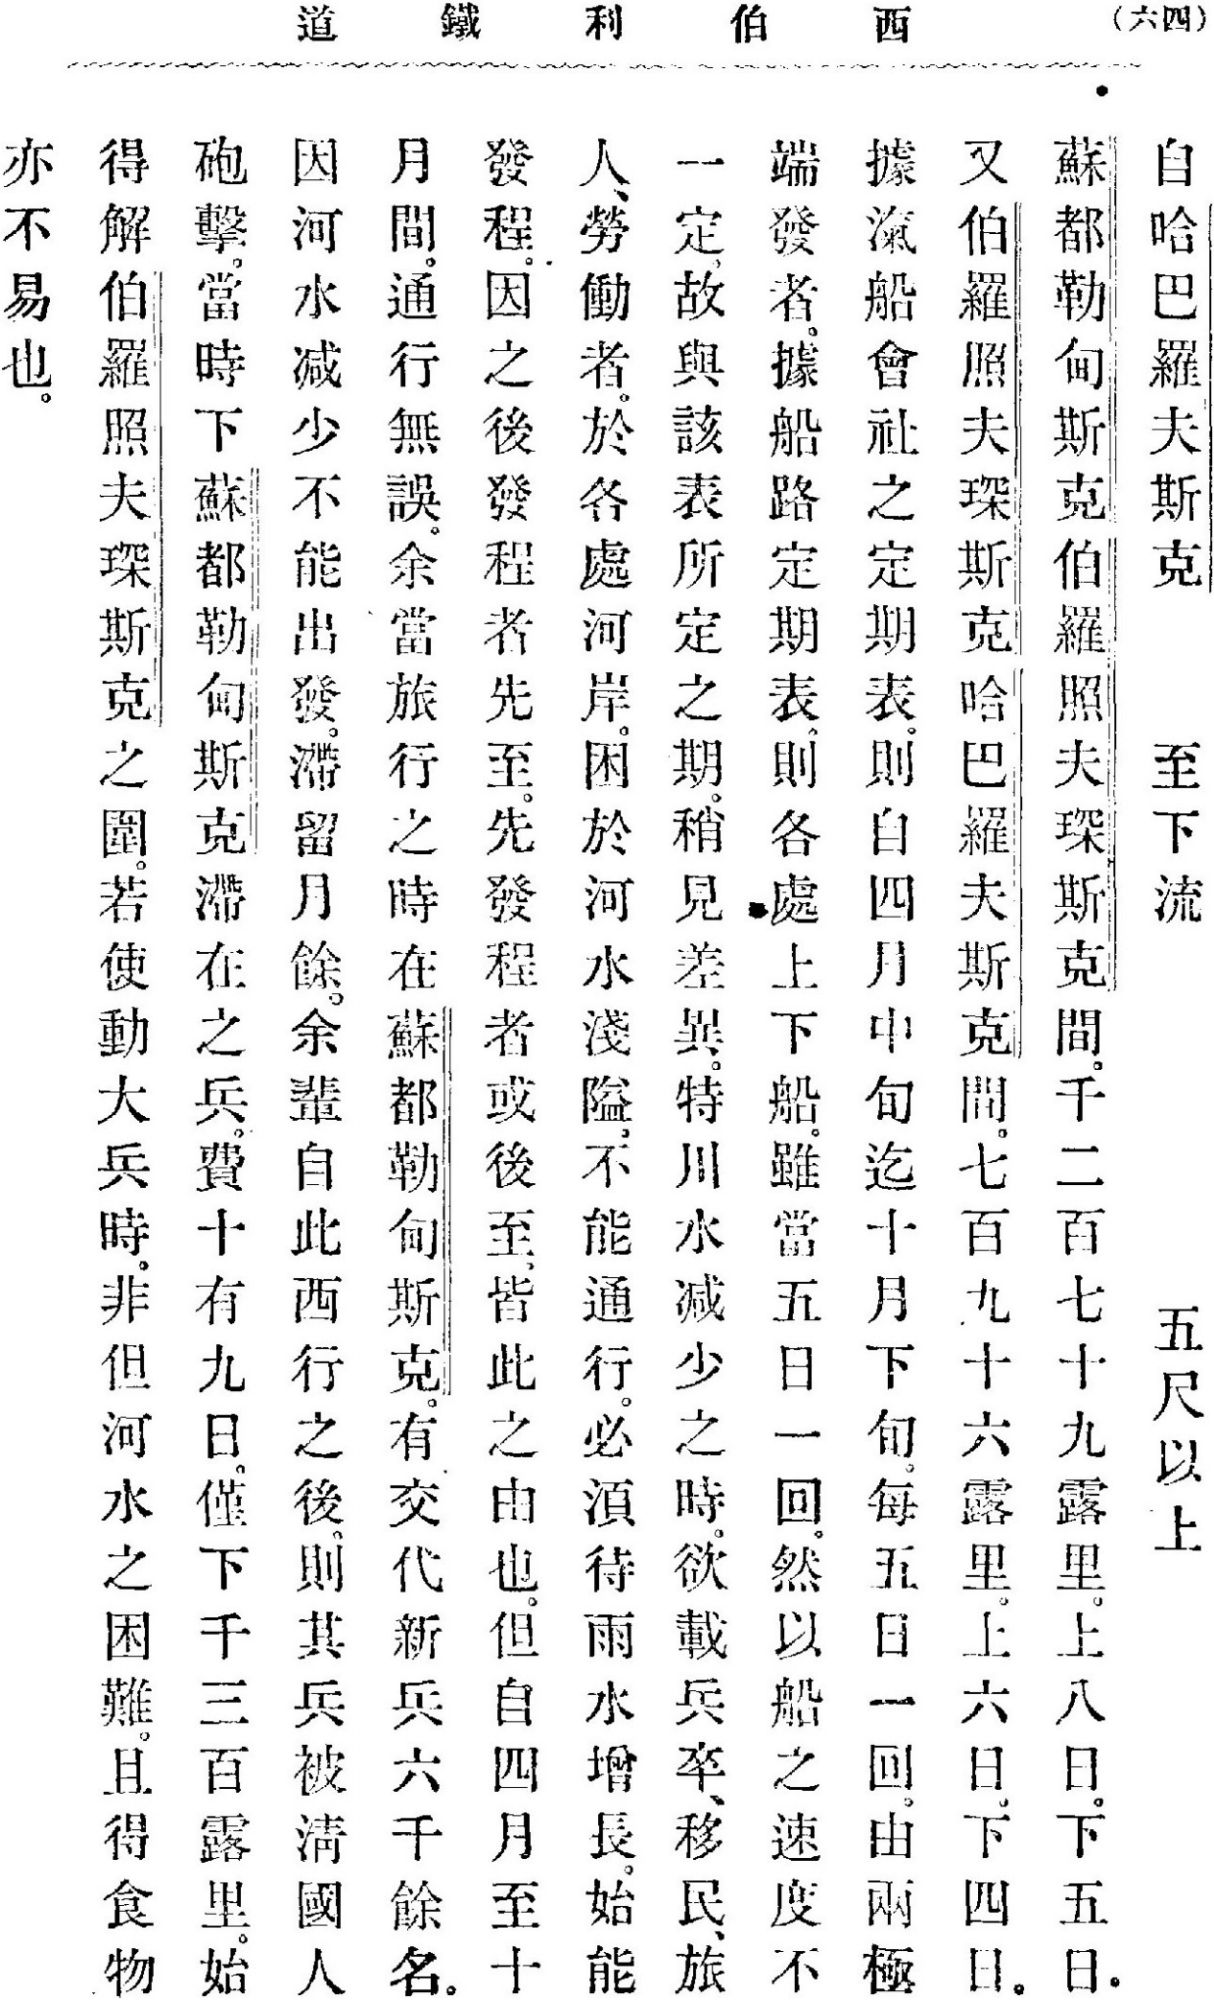 （六四）
西伯利鐵道
自哈巴羅夫斯克　至下流　五尺以上
蘇都勒甸斯克伯羅照夫琛斯克間。千二百七十九露里。上八日。下五日。
又伯羅照夫琛斯克哈巴羅夫斯克間。七百九十六露里。上六日。下四日。
據滊船會社之定期表。則自四月中旬迄十月下旬。每五日一回。由兩極
端發者。據船路定期表。則各處上下船。雖當五日一回。然以船之速度不
一定。故與該表所定之期。稍見差異。特川水減少之時。欲載兵卒、移民、旅
人、勞働者。於各處河岸。困於河水淺隘。不能通行。必湏待雨水增長。始能
發程。因之後發程者先至。先發程者或後至、皆此之由也。但自四月至十
月間。通行無誤。余當旅行之時在蘇都勒甸斯克。有交代新兵六千餘名。
因河水減少不能出發。滯留月餘。余輩自此西行之後。則其兵被淸國人
砲擊。當時下蘇都勒甸斯克滯在之兵。費十有九日。僅下千三百露里。始
得解伯羅照夫琛斯克之圍。若使動大兵時。非但河水之困難。且得食物
亦不易也。